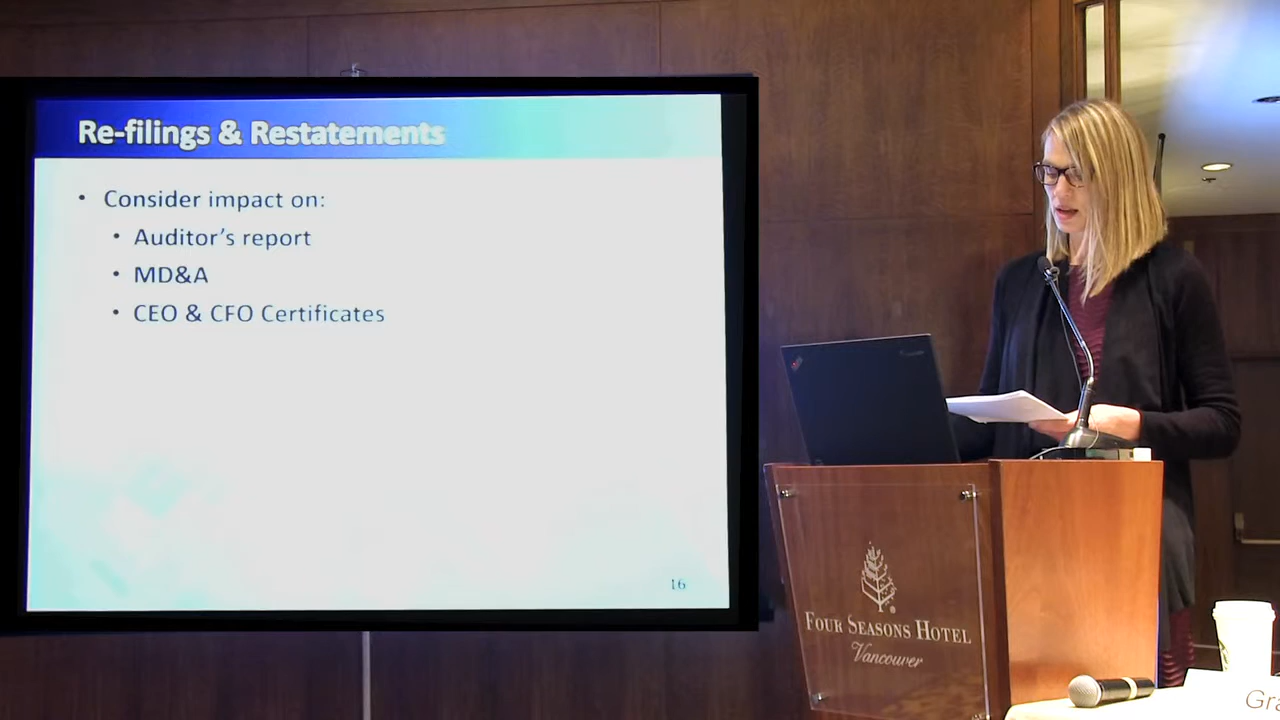 Re-filings & Restatements
• Consider impact on:
• Auditor's report
• MD&A
• CEO & CFO Certificates
16
FOUR SEASONS HOTEL
Vancouver